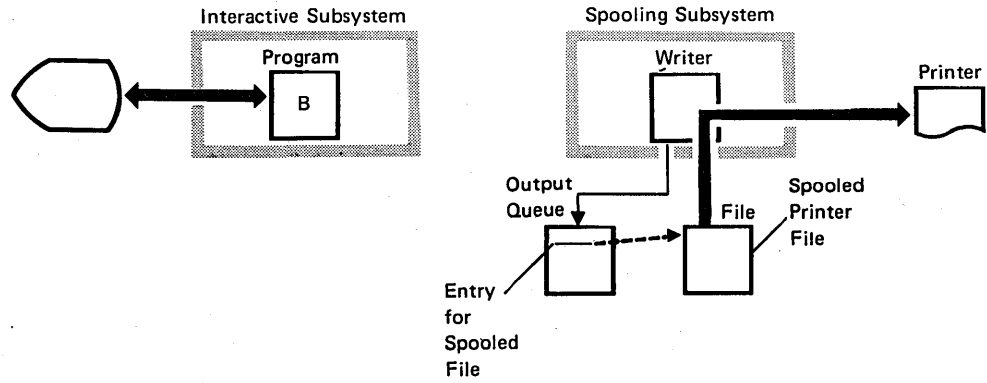 Interactive Subsystem
Program
B
Spooling Subsystem
Writer
Printer
Output
Queue
File
Spooled
Printer
File
Entry
for
Spooled
File